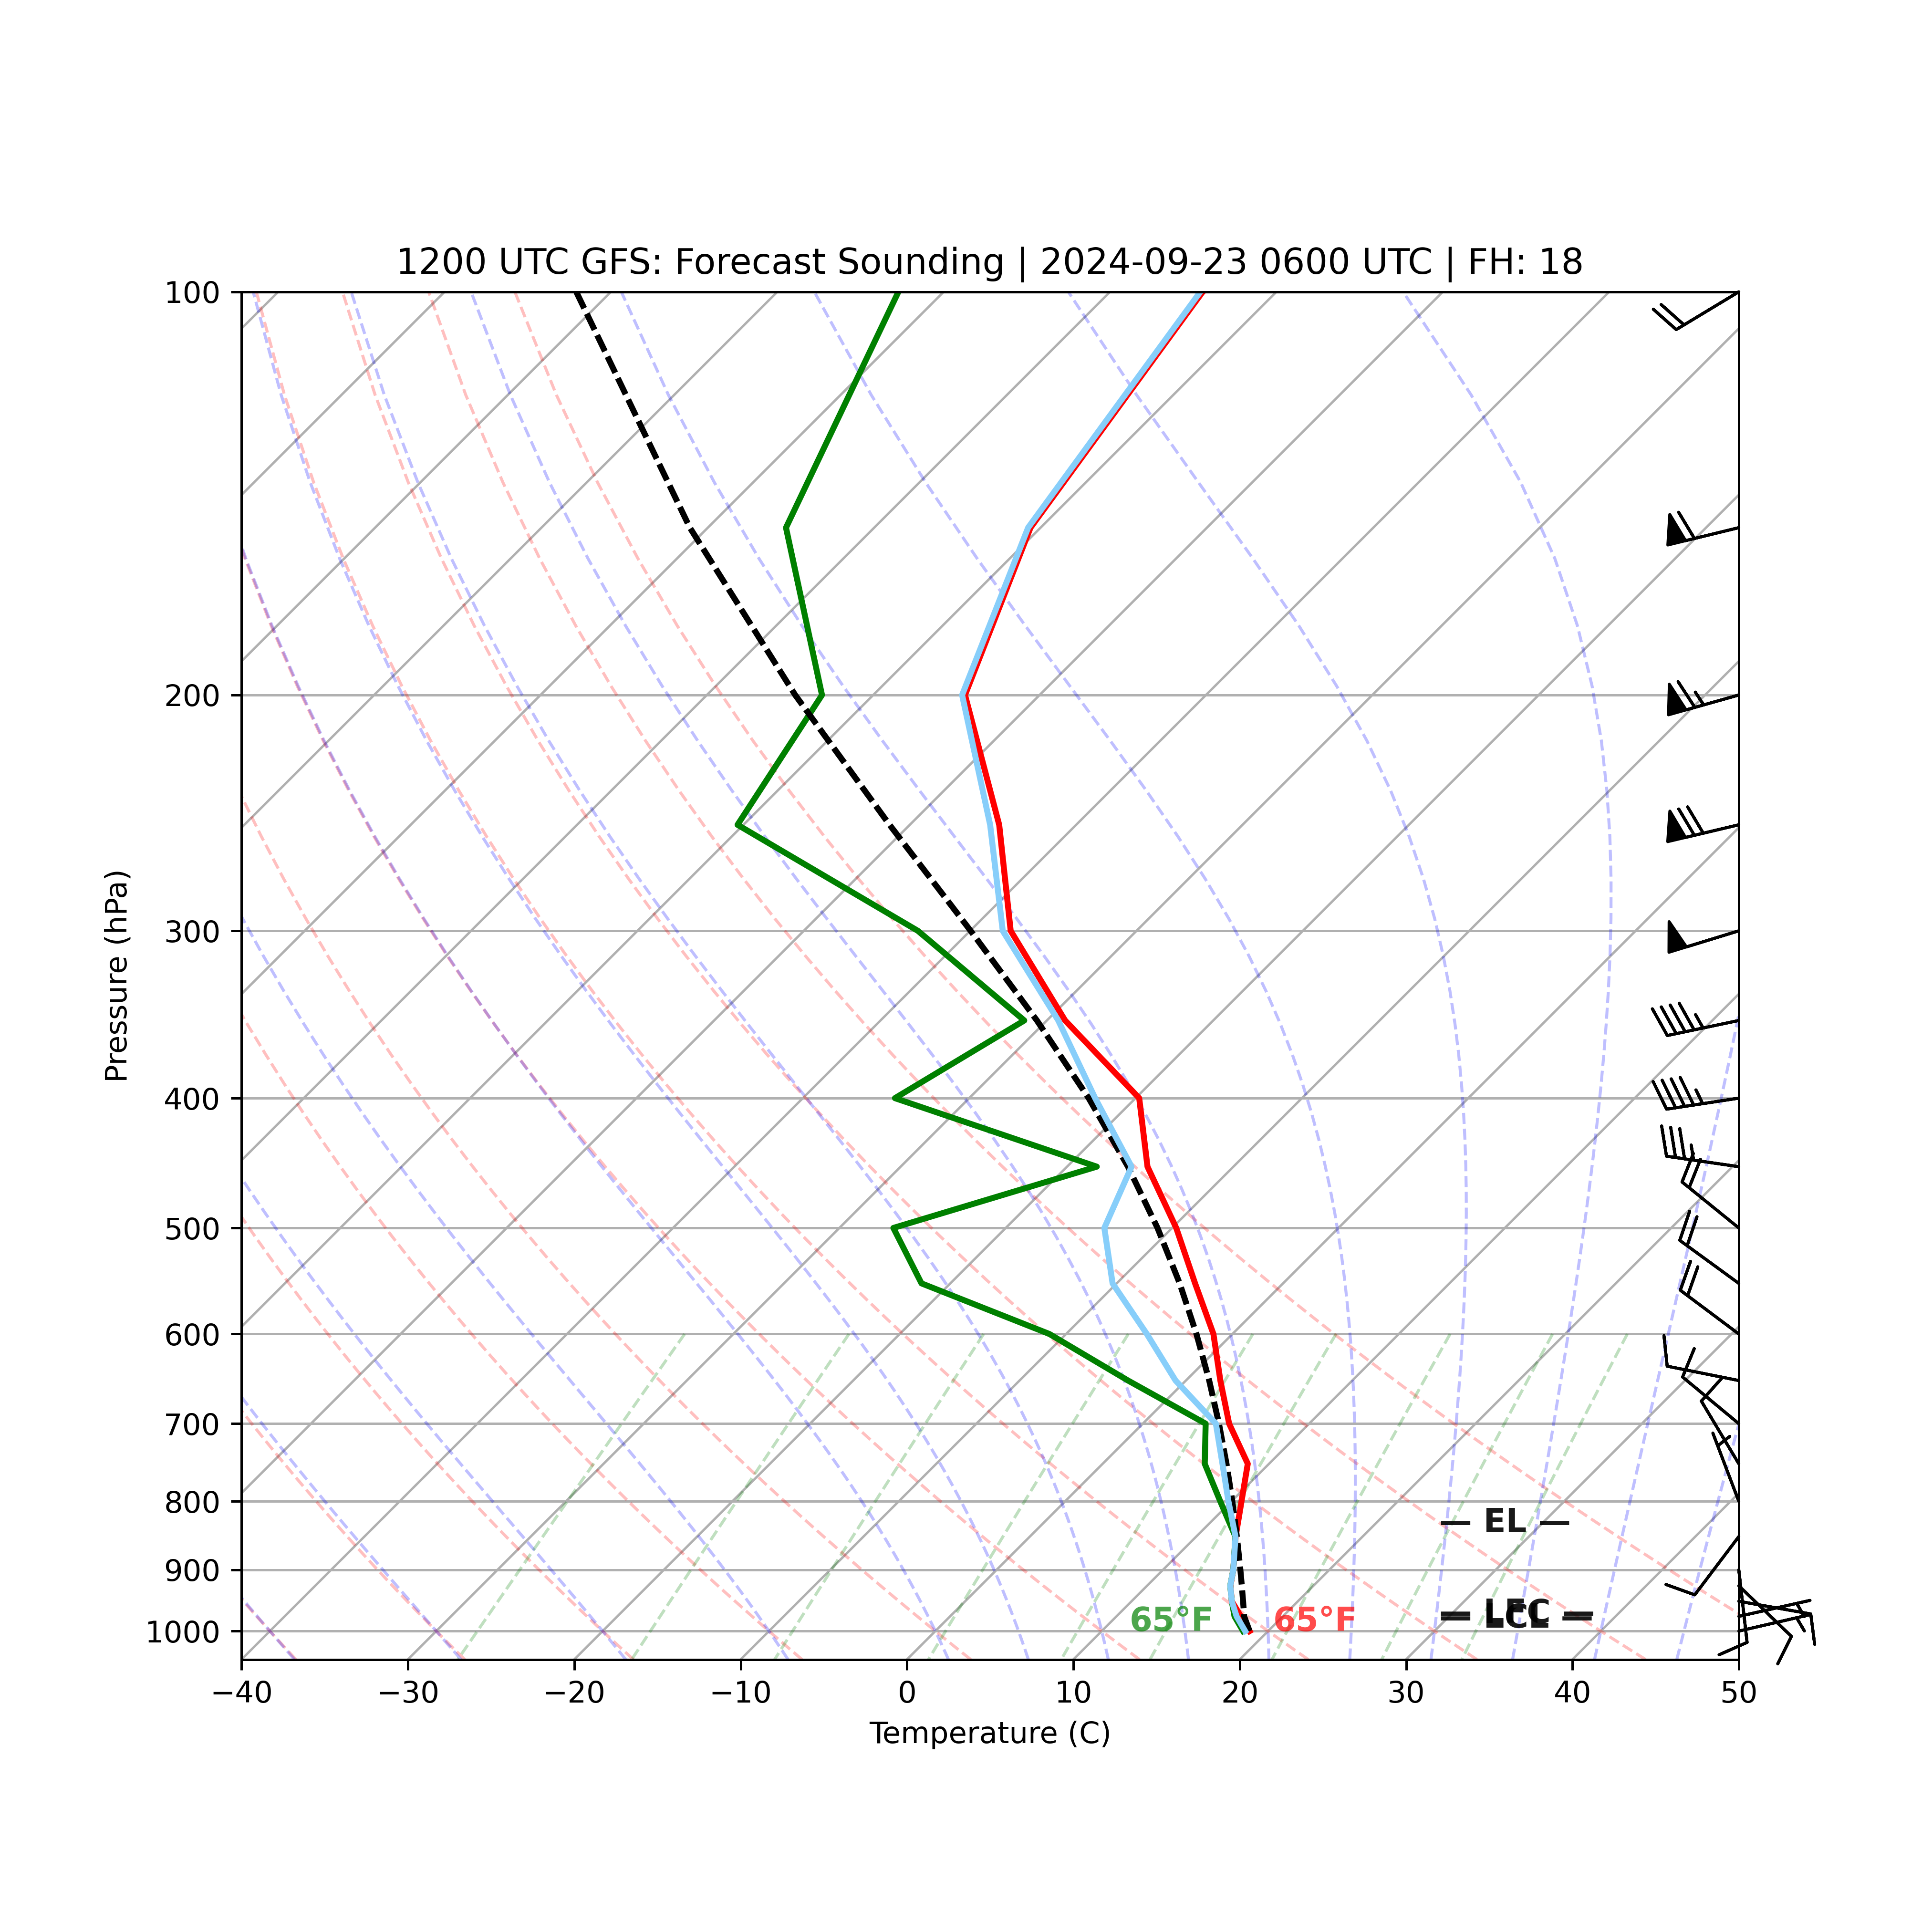 1200 UTC GFS: Forecast Sounding | 2024-09-23 0600 UTC | FH: 18
100
200
300
400
500
600
700
800
900
1000
Pressure (hPa)
— EL —
65°F
65°F
— LFC —
— LCL —
−40 −30 −20 −10 0 10 20 30 40 50
Temperature (C)